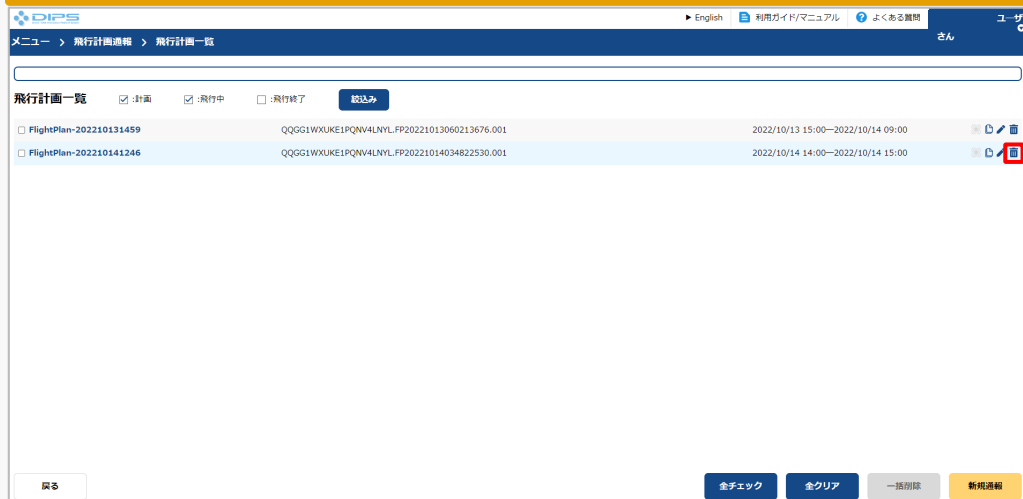 DIPS ▶ English 利用ガイド/マニュアル ? よくある質問 ユーザ
メニュー > 飛行計画通報 > 飛行計画一覧 さん
飛行計画一覧 :計画 :飛行中 :飛行終了 絞込み
FlightPlan-202210131459 QQGG1WXUKE1PQNV4LNYL.FP20221013060213676.001 2022/10/13 15:00―2022/10/14 09:00
FlightPlan-202210141246 QQGG1WXUKE1PQNV4LNYL.FP20221014034822530.001 2022/10/14 14:00―2022/10/14 15:00
戻る 全チェック 全クリア 一括削除 新規通報